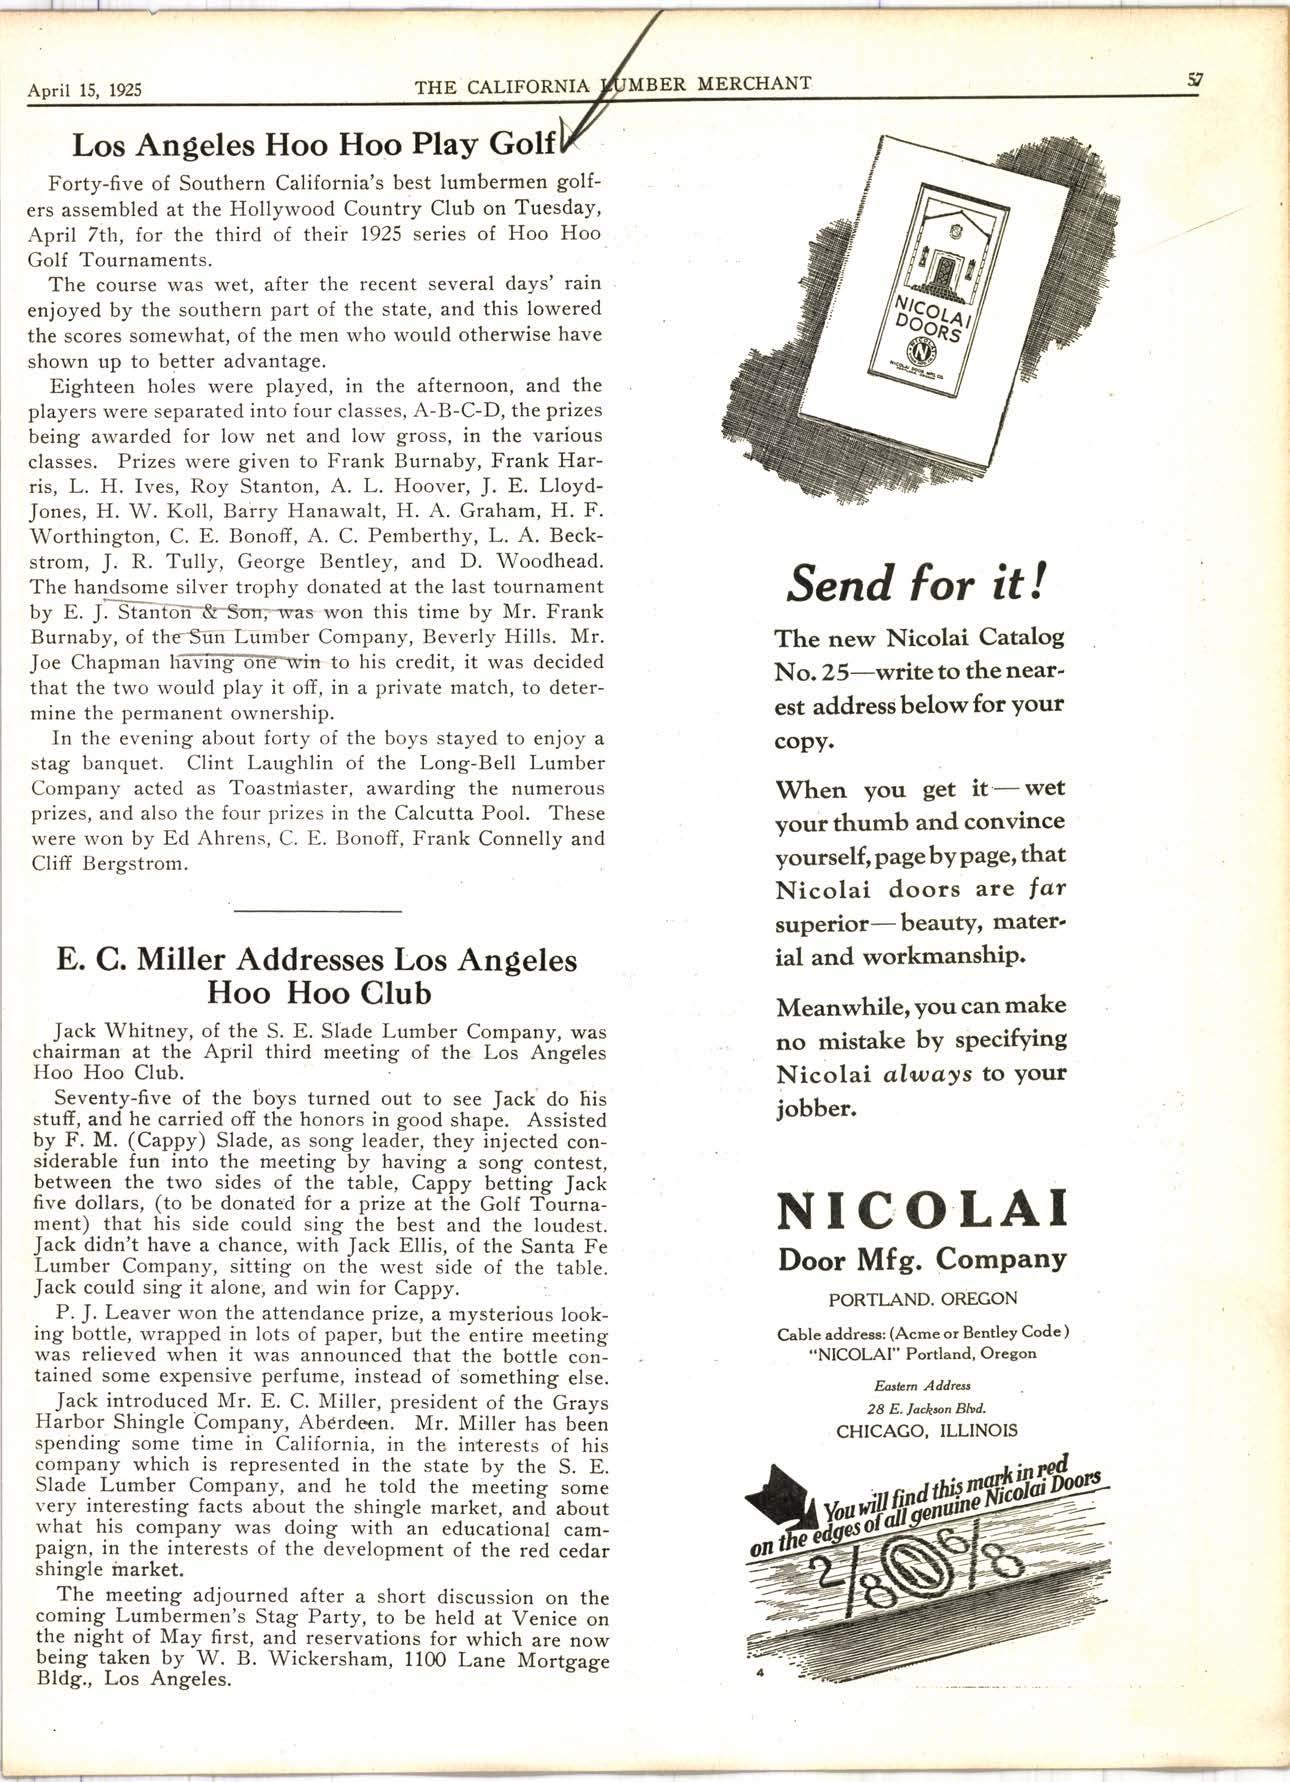 April 15, 1925
THE CALIFORNIA LUMBER MERCHANT
57
Los Angeles Hoo Hoo Play Golf
Forty-five of Southern California's best lumbermen golf-
ers assembled at the Hollywood Country Club on Tuesday,
April 7th, for the third of their 1925 series of Hoo Hoo
Golf Tournaments.
The course was wet, after the recent several days' rain
enjoyed by the southern part of the state, and this lowered
the scores somewhat, of the men who would otherwise have
shown up to better advantage.
Eighteen holes were played, in the afternoon, and the
players were separated into four classes, A-B-C-D, the prizes
being awarded for low net and low gross, in the various
classes. Prizes were given to Frank Burnaby, Frank Har-
ris, L. H. Ives, Roy Stanton, A. L. Hoover, J. E. Lloyd-
Jones, H. W. Koll, Barry Hanawalt, H. A. Graham, H. F.
Worthington, C. E. Bonoff, A. C. Pemberthy, L. A. Beck-
strom, J. R. Tully, George Bentley, and D. Woodhead.
The handsome silver trophy donated at the last tournament
by E. J. Stanton & Son, was won this time by Mr. Frank
Burnaby, of the Sun Lumber Company, Beverly Hills. Mr.
Joe Chapman having one win to his credit, it was decided
that the two would play it off, in a private match, to deter-
mine the permanent ownership.
In the evening about forty of the boys stayed to enjoy a
stag banquet. Clint Laughlin of the Long-Bell Lumber
Company acted as Toastmaster, awarding the numerous
prizes, and also the four prizes in the Calcutta Pool. These
were won by Ed Ahrens, C. E. Bonoff, Frank Connelly and
Cliff Bergstrom.
E. C. Miller Addresses Los Angeles
Hoo Hoo Club
Jack Whitney, of the S. E. Slade Lumber Company, was
chairman at the April third meeting of the Los Angeles
Hoo Hoo Club.
Seventy-five of the boys turned out to see Jack do his
stuff, and he carried off the honors in good shape. Assisted
by F. M. (Cappy) Slade, as song leader, they injected con-
siderable fun into the meeting by having a song contest,
between the two sides of the table, Cappy betting Jack
five dollars, (to be donated for a prize at the Golf Tourna-
ment) that his side could sing the best and the loudest.
Jack didn't have a chance, with Jack Ellis, of the Santa Fe
Lumber Company, sitting on the west side of the table.
Jack could sing it alone, and win for Cappy.
P. J. Leaver won the attendance prize, a mysterious look-
ing bottle, wrapped in lots of paper, but the entire meeting
was relieved when it was announced that the bottle con-
tained some expensive perfume, instead of something else.
Jack introduced Mr. E. C. Miller, president of the Grays
Harbor Shingle Company, Aberdeen. Mr. Miller has been
spending some time in California, in the interests of his
company which is represented in the state by the S. E.
Slade Lumber Company, and he told the meeting some
very interesting facts about the shingle market, and about
what his company was doing with an educational cam-
paign, in the interests of the development of the red cedar
shingle market.
The meeting adjourned after a short discussion on the
coming Lumbermen's Stag Party, to be held at Venice on
the night of May first, and reservations for which are now
being taken by W. B. Wickersham, 1100 Lane Mortgage
Bldg., Los Angeles.
NICOLAI
DOORS
N
NICOLAI DOOR MFG. CO.
Send for it!
The new Nicolai Catalog
No. 25—write to the near-
est address below for your
copy.
When you get it—wet
your thumb and convince
yourself, page by page, that
Nicolai doors are far
superior—beauty, mater-
ial and workmanship.
Meanwhile, you can make
no mistake by specifying
Nicolai always to your
jobber.
NICOLAI
Door Mfg. Company
PORTLAND. OREGON
Cable address: (Acme or Bentley Code)
"NICOLAI" Portland, Oregon
Eastern Address
28 E. Jackson Blvd.
CHICAGO, ILLINOIS
You will find this mark in red
on the edges of all genuine Nicolai Doors
2/8 N 6/8
4